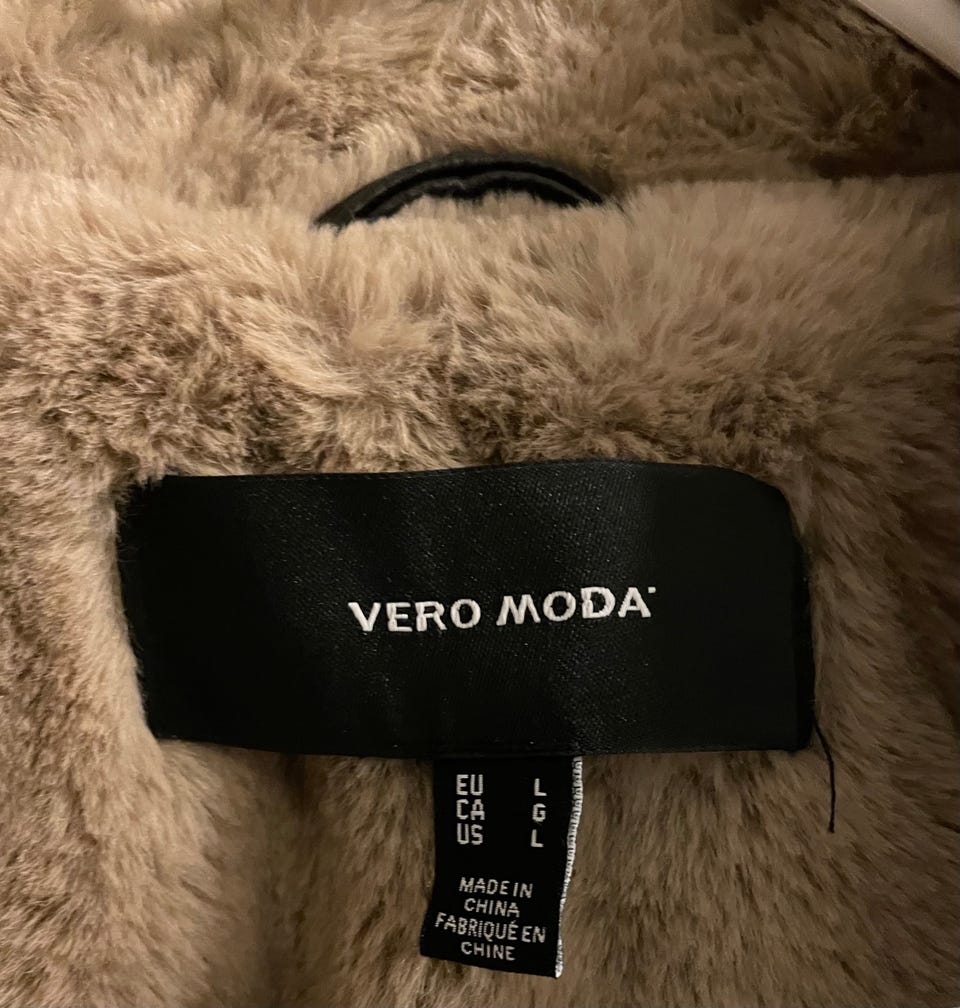 VERO MODA
EU L
CA G
US L
MADE IN
CHINA
FABRIQUÉ EN
CHINE